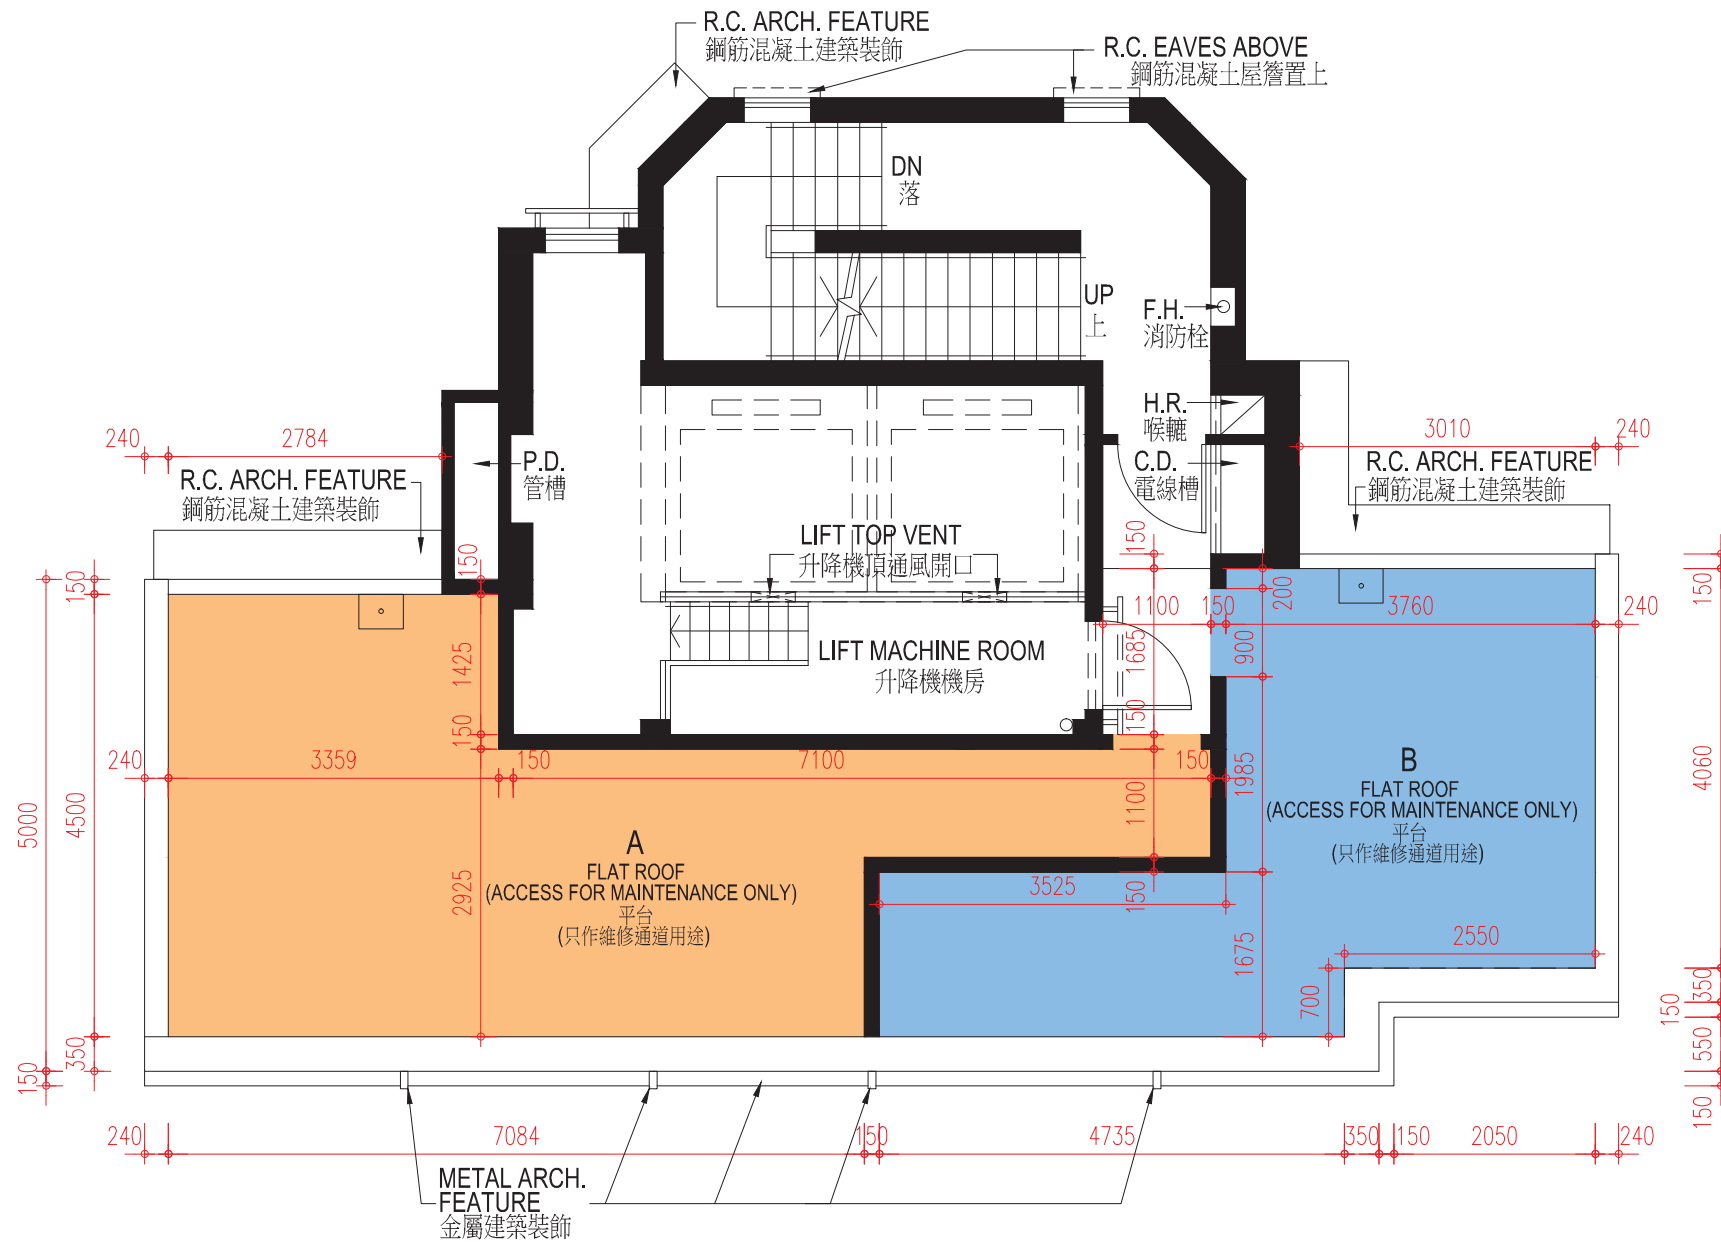 R.C. ARCH. FEATURE
鋼筋混凝土建築裝飾
R.C. EAVES ABOVE
鋼筋混凝土屋簷置上
DN
落
UP
上
F.H.
消防栓
H.R.
喉轆
C.D.
電線槽
P.D.
管槽
240
2784
3010
240
R.C. ARCH. FEATURE
鋼筋混凝土建築裝飾
R.C. ARCH. FEATURE
鋼筋混凝土建築裝飾
LIFT TOP VENT
升降機頂通風開口
LIFT MACHINE ROOM
升降機機房
150
150
150
200
150
1100
150
3760
240
1425
1685
900
150
150
240
3359
150
7100
150
1985
4060
5000
4500
1100
2925
A
FLAT ROOF
(ACCESS FOR MAINTENANCE ONLY)
平台
(只作維修通道用途)
B
FLAT ROOF
(ACCESS FOR MAINTENANCE ONLY)
平台
(只作維修通道用途)
3525
150
1675
2550
700
350
150
550
150
350
150
240
7084
150
4735
350
150
2050
240
METAL ARCH.
FEATURE
金屬建築裝飾